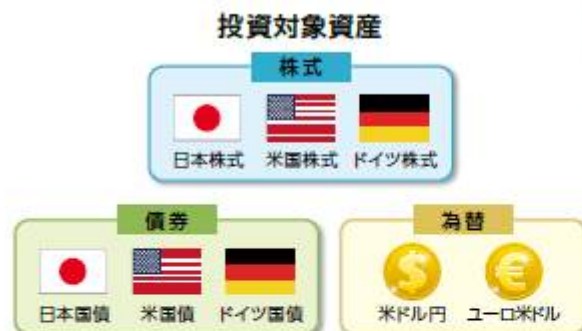 投資対象資産
株式
日本株式 米国株式 ドイツ株式
債券
日本国債 米国債 ドイツ国債
為替
$ €
米ドル円 ユーロ米ドル